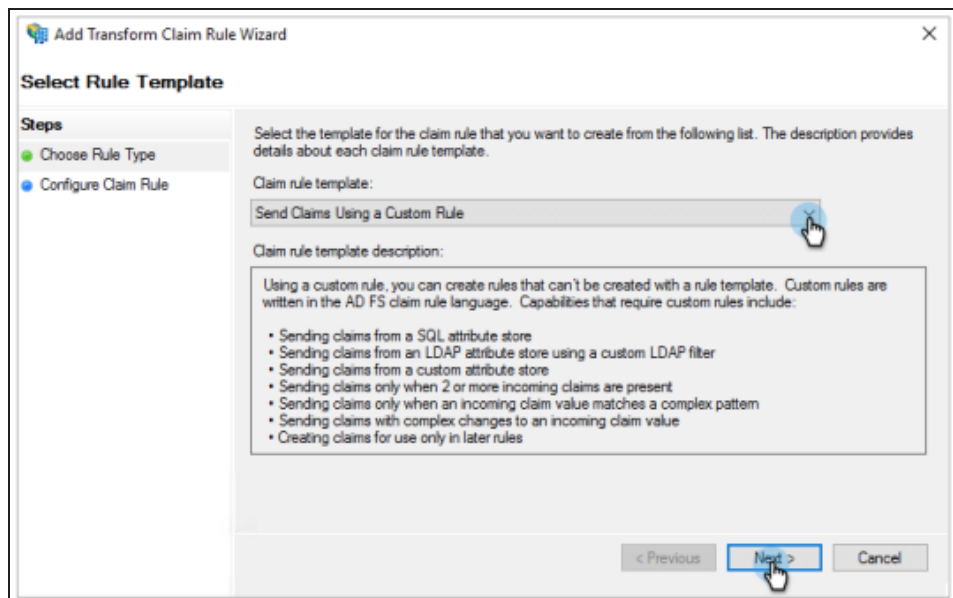 Add Transform Claim Rule Wizard
Select Rule Template
Steps
Choose Rule Type
Configure Claim Rule
Select the template for the claim rule that you want to create from the following list. The description provides
details about each claim rule template.
Claim rule template:
Send Claims Using a Custom Rule
Claim rule template description:
Using a custom rule, you can create rules that can't be created with a rule template. Custom rules are
written in the AD FS claim rule language. Capabilities that require custom rules include:
• Sending claims from a SQL attribute store
• Sending claims from an LDAP attribute store using a custom LDAP filter
• Sending claims from a custom attribute store
• Sending claims only when 2 or more incoming claims are present
• Sending claims only when an incoming claim value matches a complex pattern
• Sending claims with complex changes to an incoming claim value
• Creating claims for use only in later rules
< Previous
Next >
Cancel